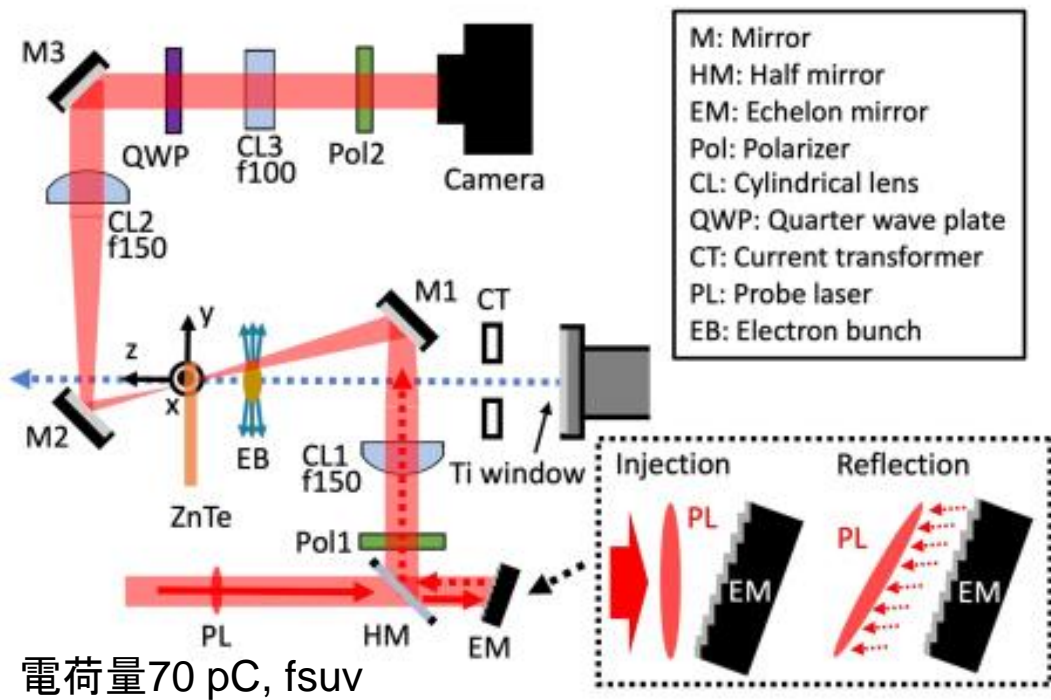 M3
QWP
CL3
f100
Pol2
Camera
CL2
f150
M: Mirror
HM: Half mirror
EM: Echelon mirror
Pol: Polarizer
CL: Cylindrical lens
QWP: Quarter wave plate
CT: Current transformer
PL: Probe laser
EB: Electron bunch
M1
CT
y
z
x
M2
EB
CL1
f150
Ti window
ZnTe
Pol1
PL
HM
EM
Injection
Reflection
PL
PL
EM
EM
電荷量70 pC, fsuv